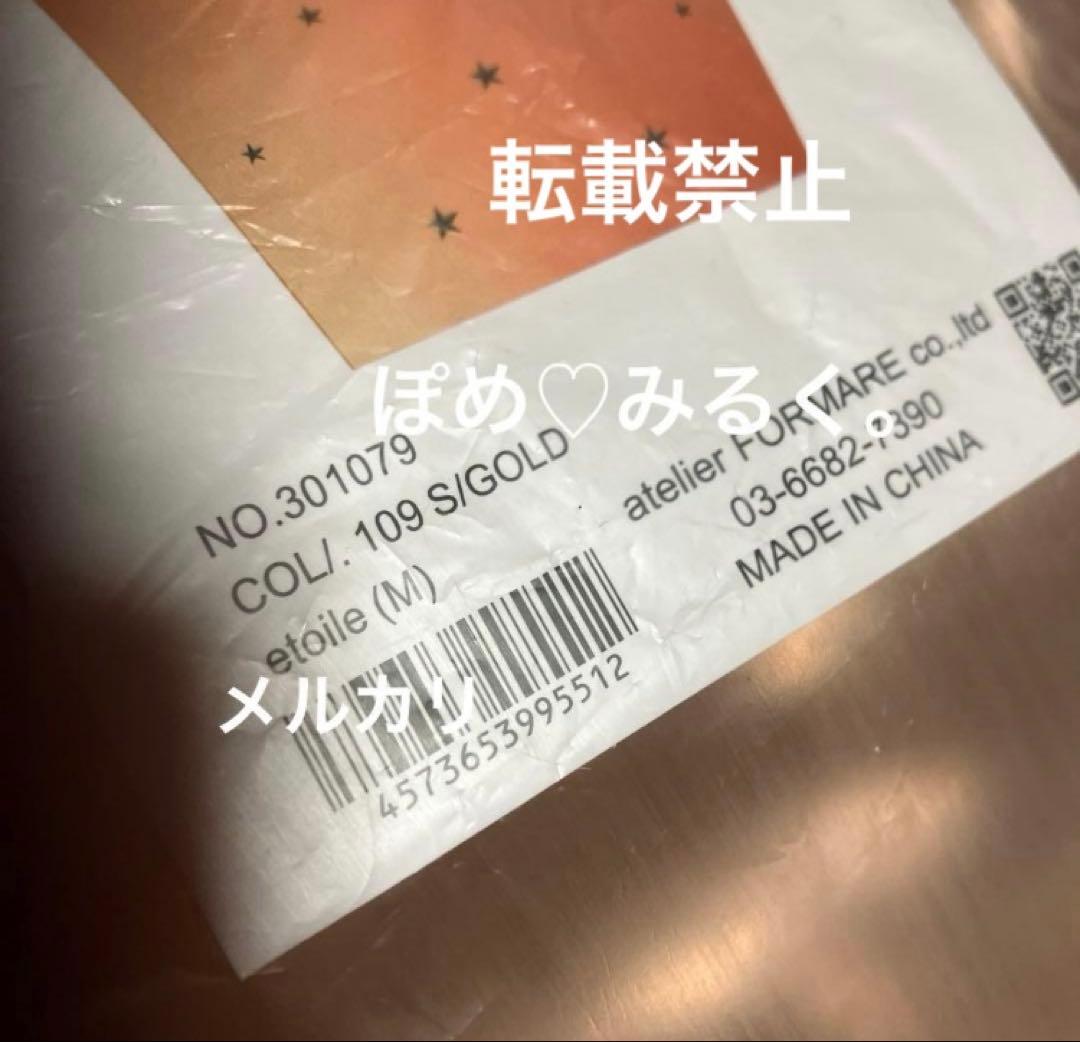 転載禁止
ぽめ♡みるく。
NO.301079
COL/. 109 S/GOLD
etoile (M)
メルカリ
4573653995512
atelier FORMARE co.,ltd
03-6682-7390
MADE IN CHINA